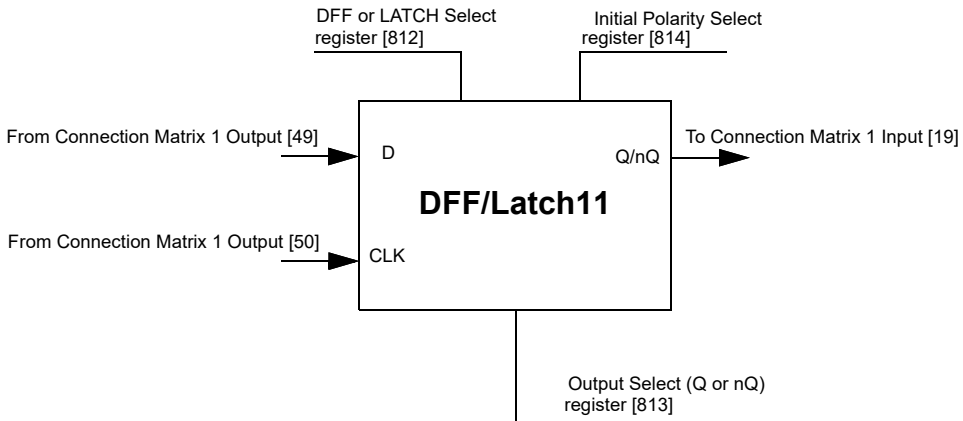 DFF or LATCH Select
register [812]
Initial Polarity Select
register [814]
From Connection Matrix 1 Output [49]
D
Q/nQ
To Connection Matrix 1 Input [19]
DFF/Latch11
From Connection Matrix 1 Output [50]
CLK
Output Select (Q or nQ)
register [813]